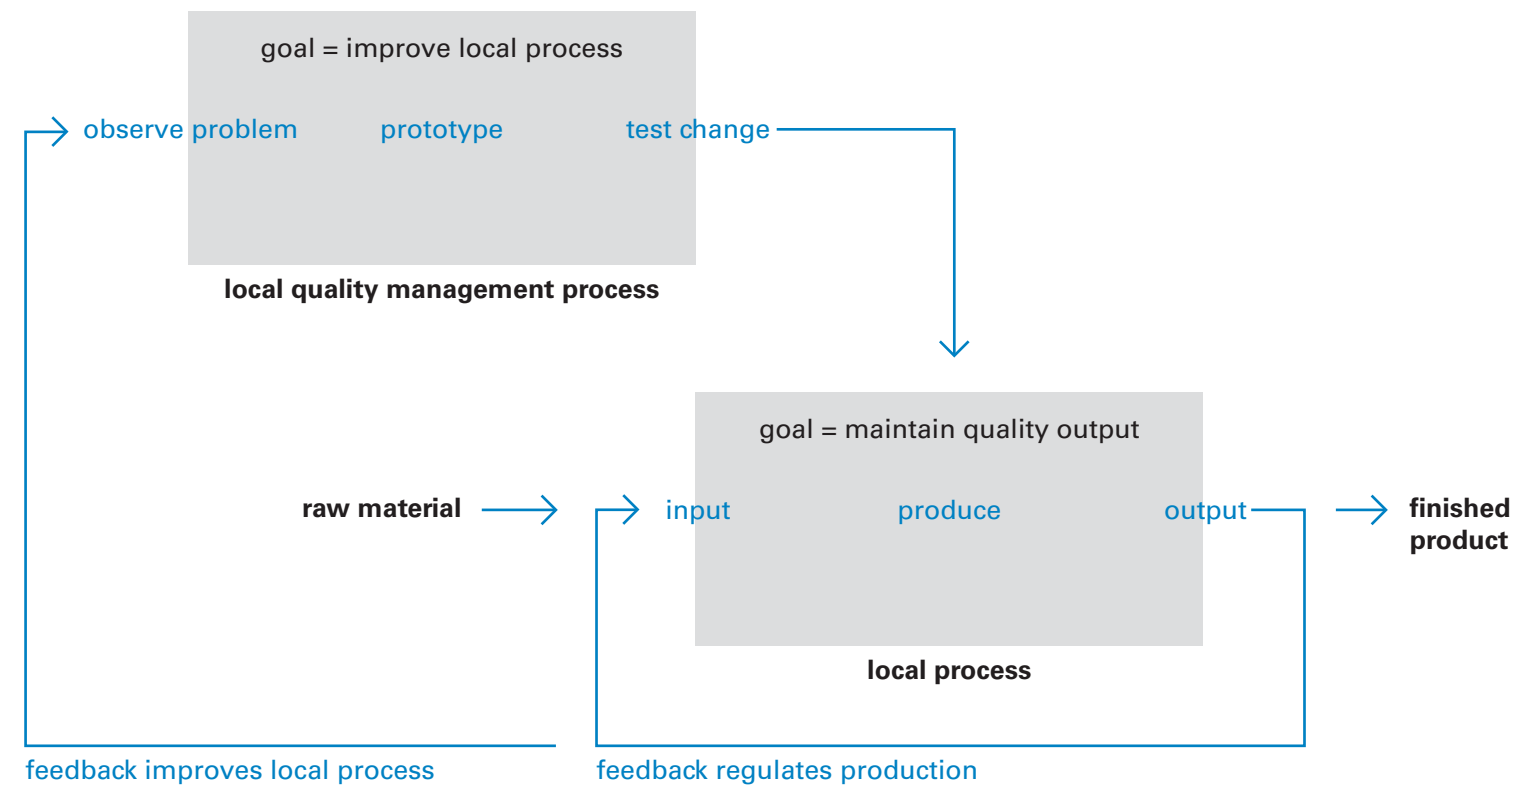 goal = improve local process
observe problem
prototype
test change
local quality management process
goal = maintain quality output
raw material
input
produce
output
finished
product
local process
feedback improves local process
feedback regulates production